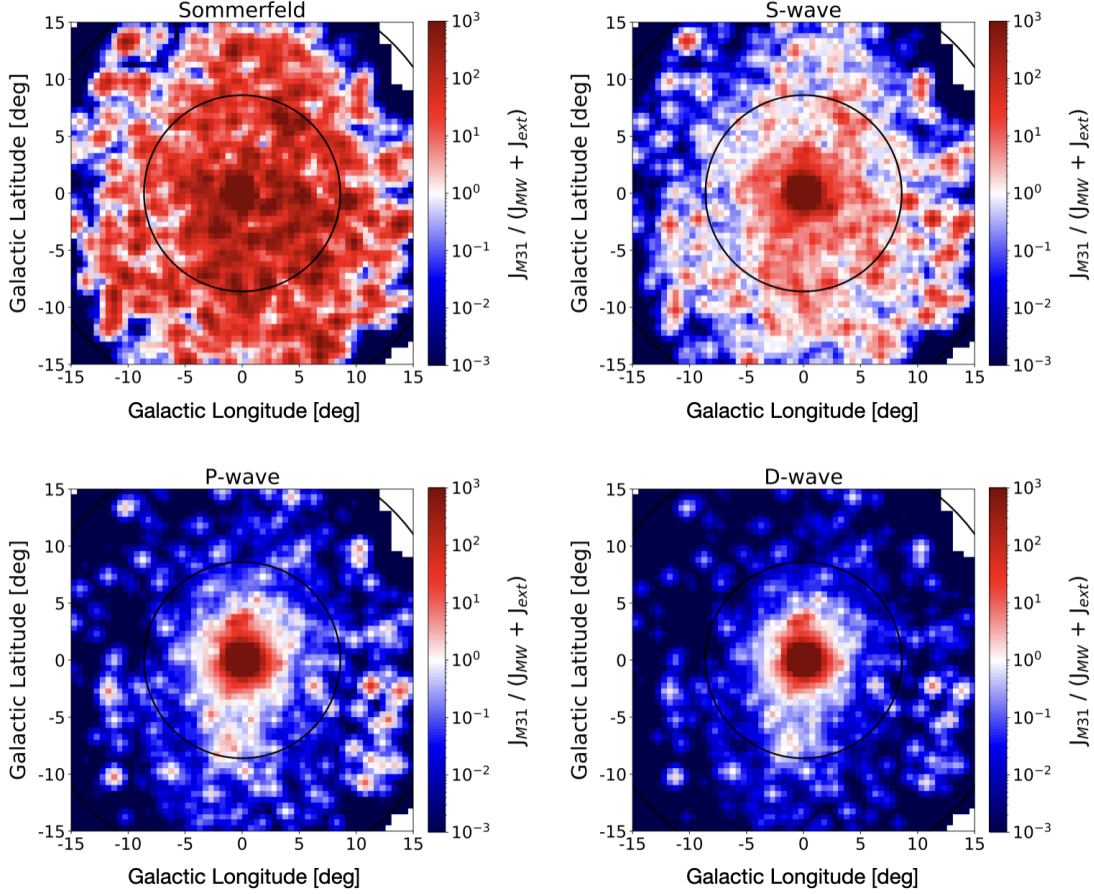 Sommerfeld
15
10
5
0
-5
-10
-15
Galactic Latitude [deg]
-15 -10 -5 0 5 10 15
Galactic Longitude [deg]
10³
10²
10¹
10⁰
10⁻¹
10⁻²
10⁻³
J_M31 / (J_MW + J_ext)
S-wave
15
10
5
0
-5
-10
-15
Galactic Latitude [deg]
-15 -10 -5 0 5 10 15
Galactic Longitude [deg]
10³
10²
10¹
10⁰
10⁻¹
10⁻²
10⁻³
J_M31 / (J_MW + J_ext)
P-wave
15
10
5
0
-5
-10
-15
Galactic Latitude [deg]
-15 -10 -5 0 5 10 15
Galactic Longitude [deg]
10³
10²
10¹
10⁰
10⁻¹
10⁻²
10⁻³
J_M31 / (J_MW + J_ext)
D-wave
15
10
5
0
-5
-10
-15
Galactic Latitude [deg]
-15 -10 -5 0 5 10 15
Galactic Longitude [deg]
10³
10²
10¹
10⁰
10⁻¹
10⁻²
10⁻³
J_M31 / (J_MW + J_ext)